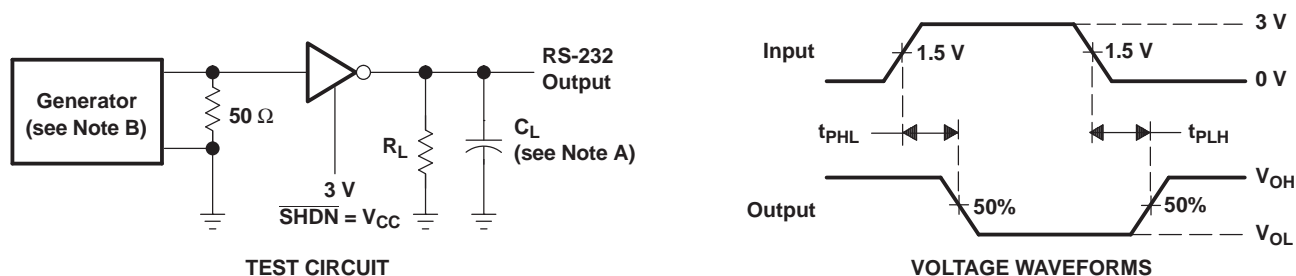 Generator
(see Note B)
50 Ω
3 V
SHDN = VCC
RL
CL
(see Note A)
RS-232
Output
TEST CIRCUIT
Input
1.5 V
1.5 V
3 V
0 V
tPHL
tPLH
Output
50%
50%
VOH
VOL
VOLTAGE WAVEFORMS